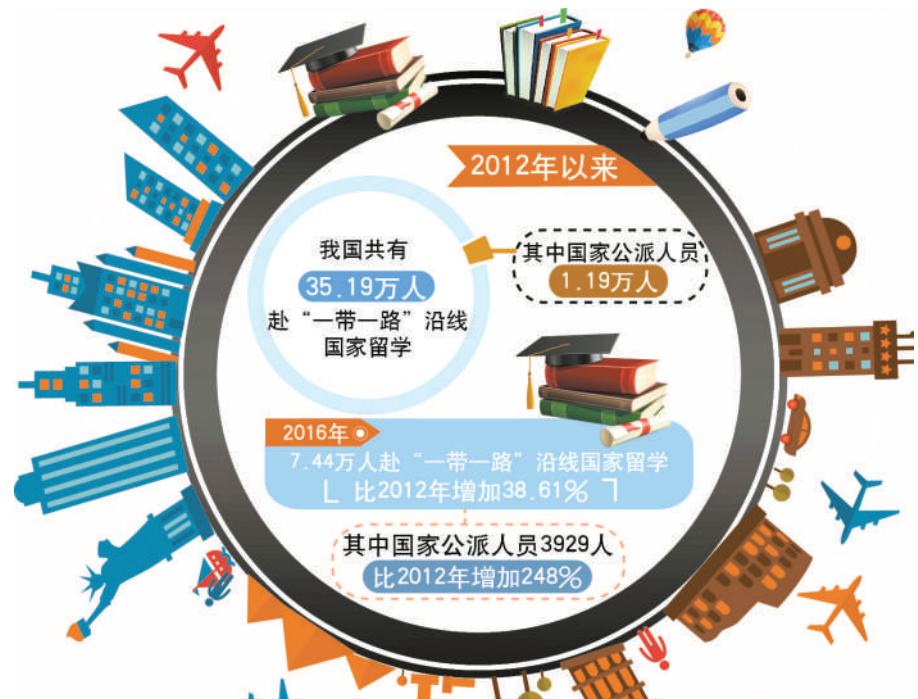 2012年以来
我国共有
35.19万人
赴“一带一路”沿线
国家留学
其中国家公派人员
1.19万人
2016年
7.44万人赴“一带一路”沿线国家留学
比2012年增加38.61%
其中国家公派人员3929人
比2012年增加248%